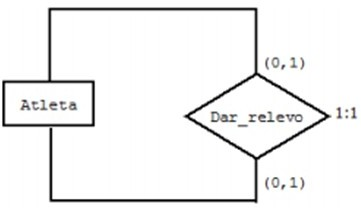 (0,1)
Atleta
Dar_relevo
1:1
(0,1)